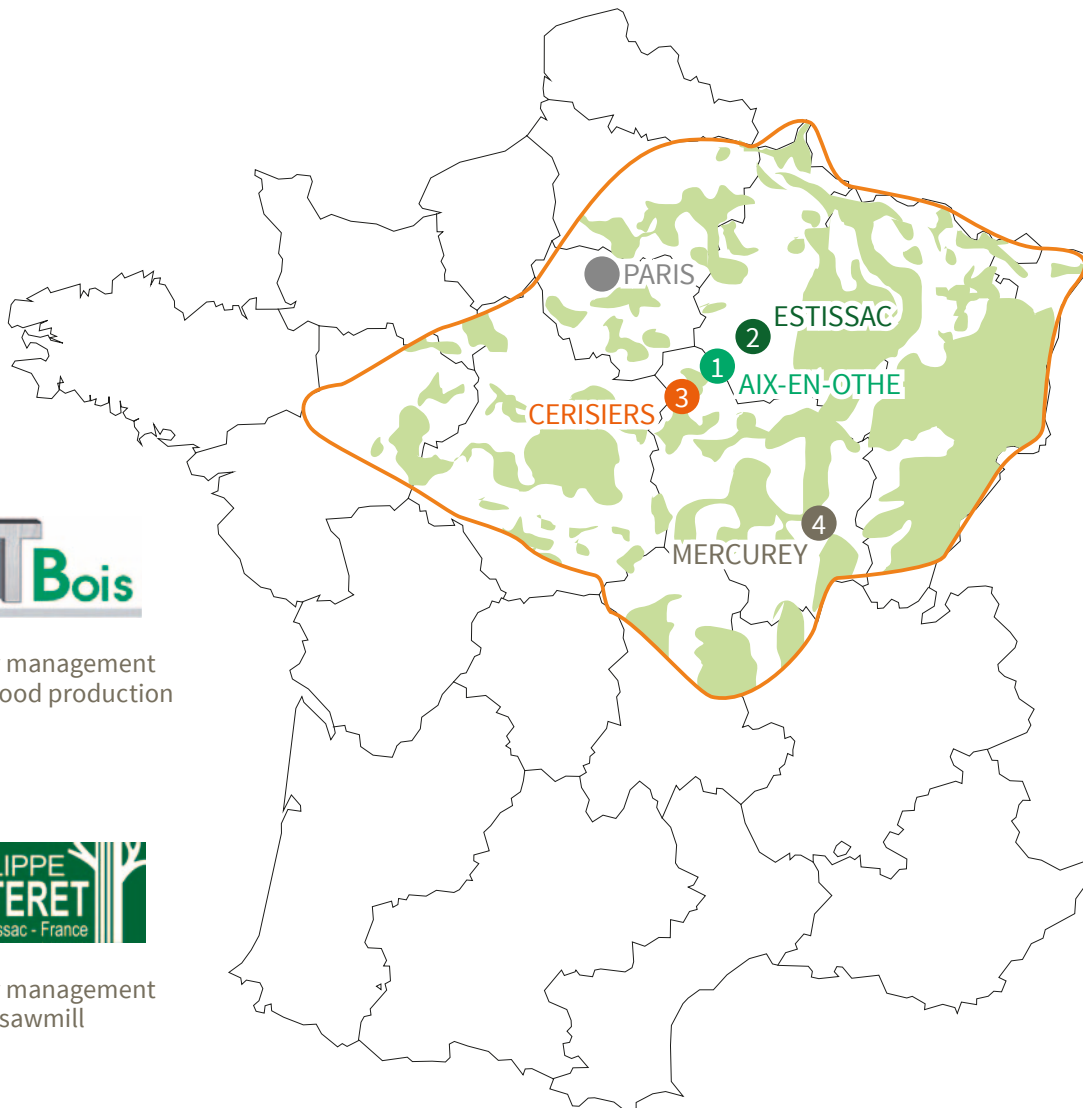 PARIS
2
ESTISSAC
1
AIX-EN-OTHE
3
CERISIERS
4
MERCUREY
T Bois
management
ood production
LIPPE
TERET
ssac - France
management
sawmill